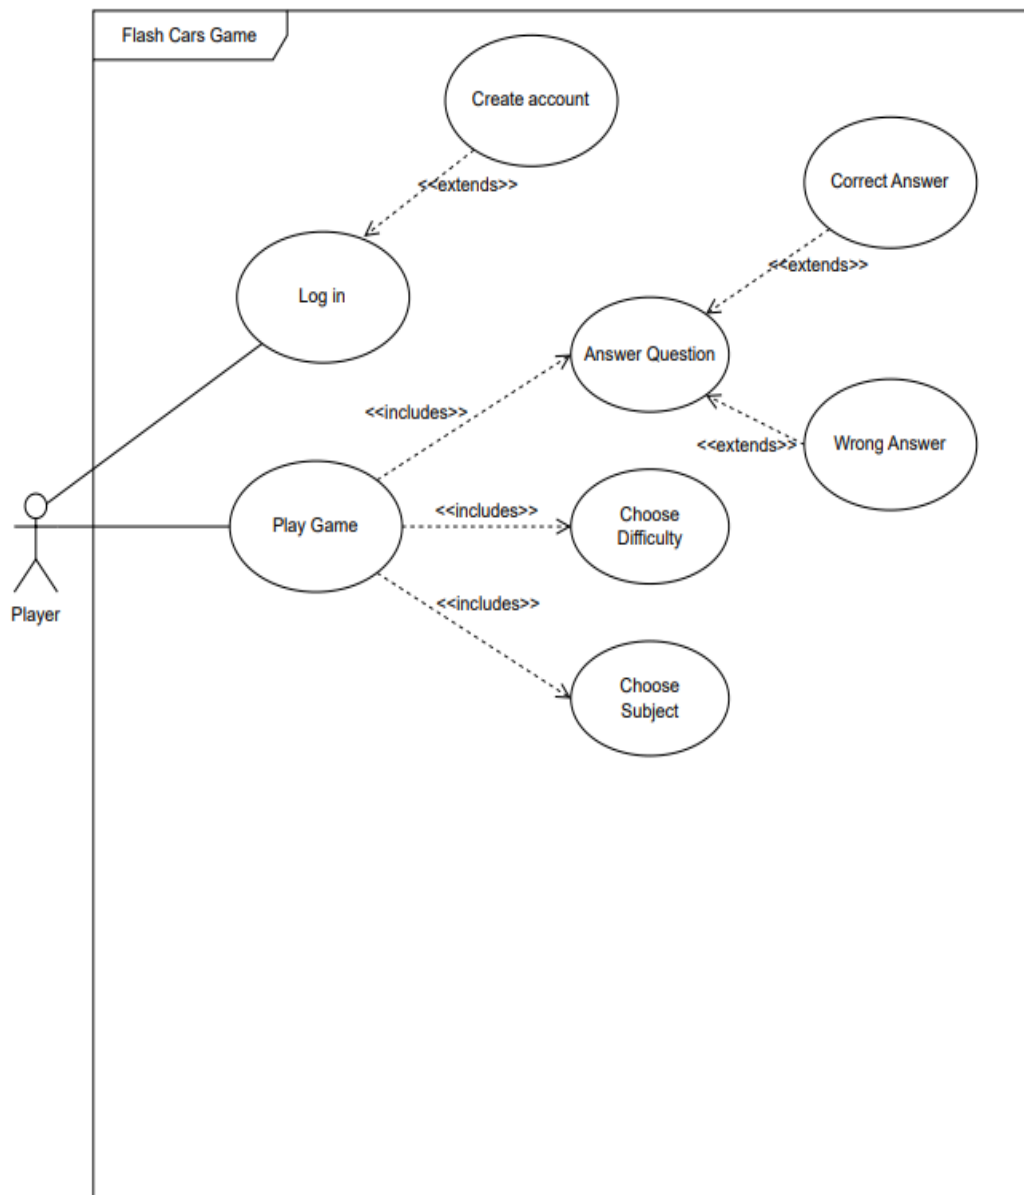 Flash Cars Game
Create account
<<extends>>
Correct Answer
<<extends>>
Log in
Answer Question
<<includes>>
<<extends>>
Wrong Answer
Play Game
<<includes>>
Choose
Difficulty
<<includes>>
Player
Choose
Subject